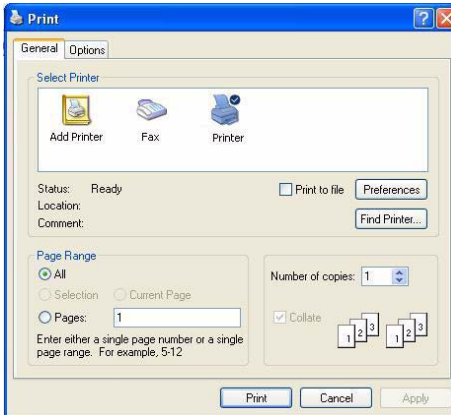 Print
General Options
Select Printer
Add Printer Fax Printer
Status: Ready
Print to file Preferences
Location:
Comment:
Find Printer...
Page Range
All
Selection Current Page
Pages: 1
Enter either a single page number or a single
page range. For example, 5-12
Number of copies: 1
Collate
1 2 3 1 2 3
Print Cancel Apply